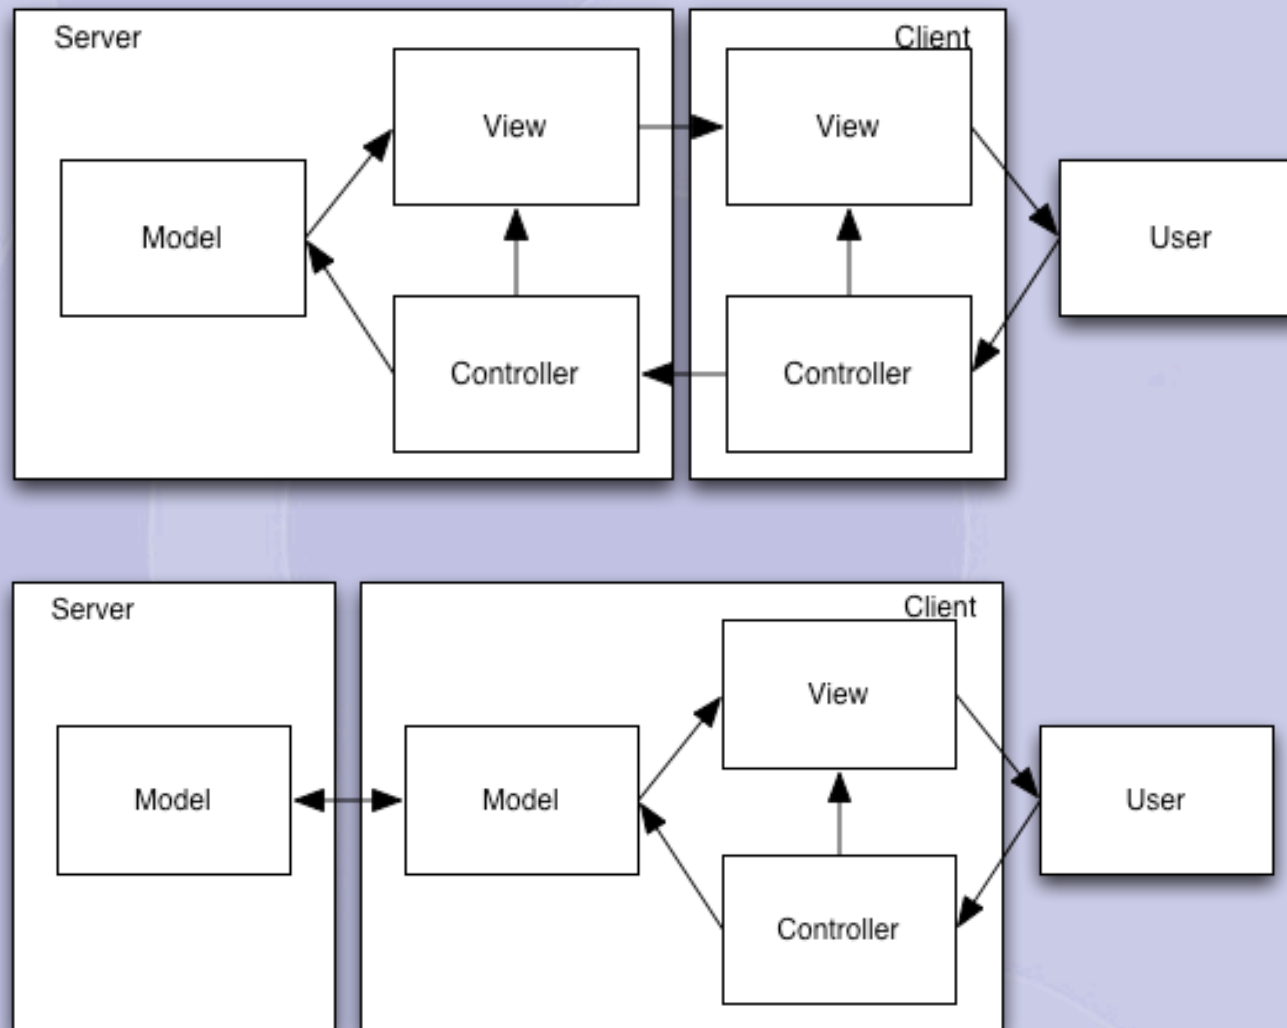 Server
Client
View
View
Model
User
Controller
Controller
Server
Client
View
Model
Model
User
Controller